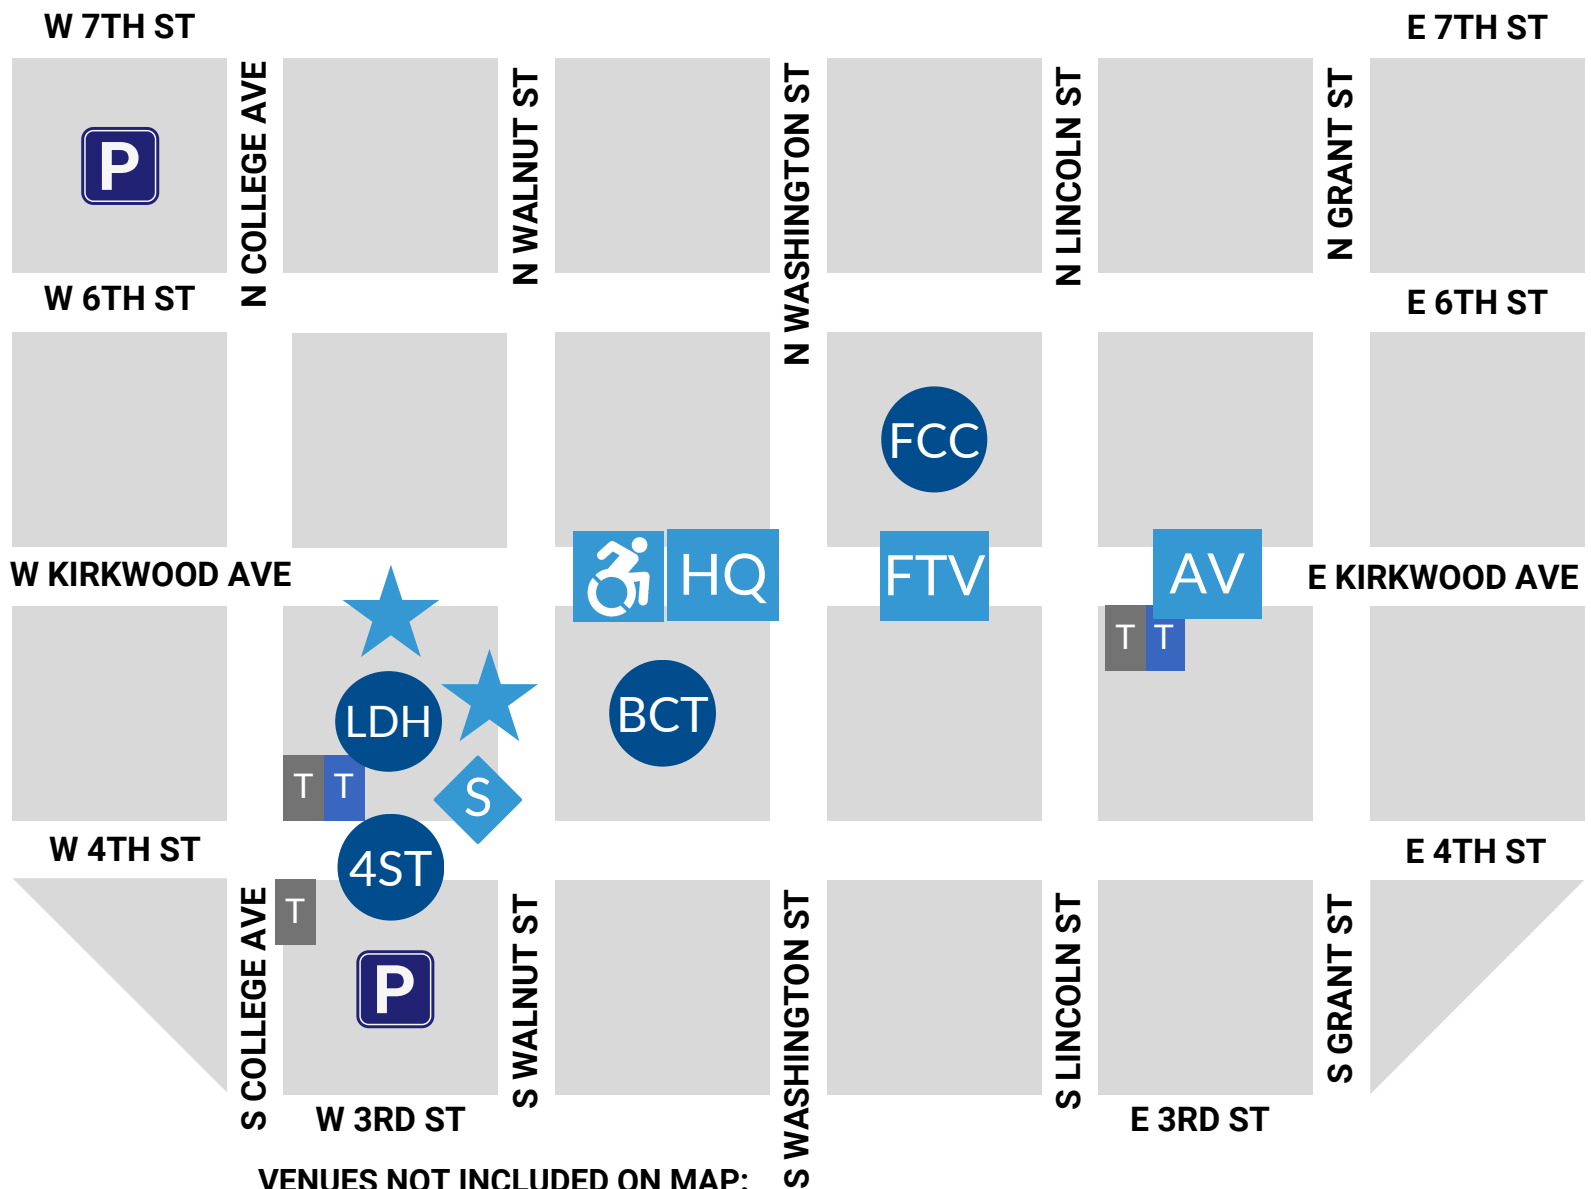 W 7TH ST
E 7TH ST
N COLLEGE AVE
N WALNUT ST
N WASHINGTON ST
N LINCOLN ST
N GRANT ST
P
W 6TH ST
E 6TH ST
FCC
W KIRKWOOD AVE
HQ
FTV
AV
E KIRKWOOD AVE
T T
LDH
BCT
T T
S
W 4TH ST
4ST
E 4TH ST
T
S COLLEGE AVE
S WALNUT ST
S WASHINGTON ST
S LINCOLN ST
S GRANT ST
P
W 3RD ST
E 3RD ST
VENUES NOT INCLUDED ON MAP: